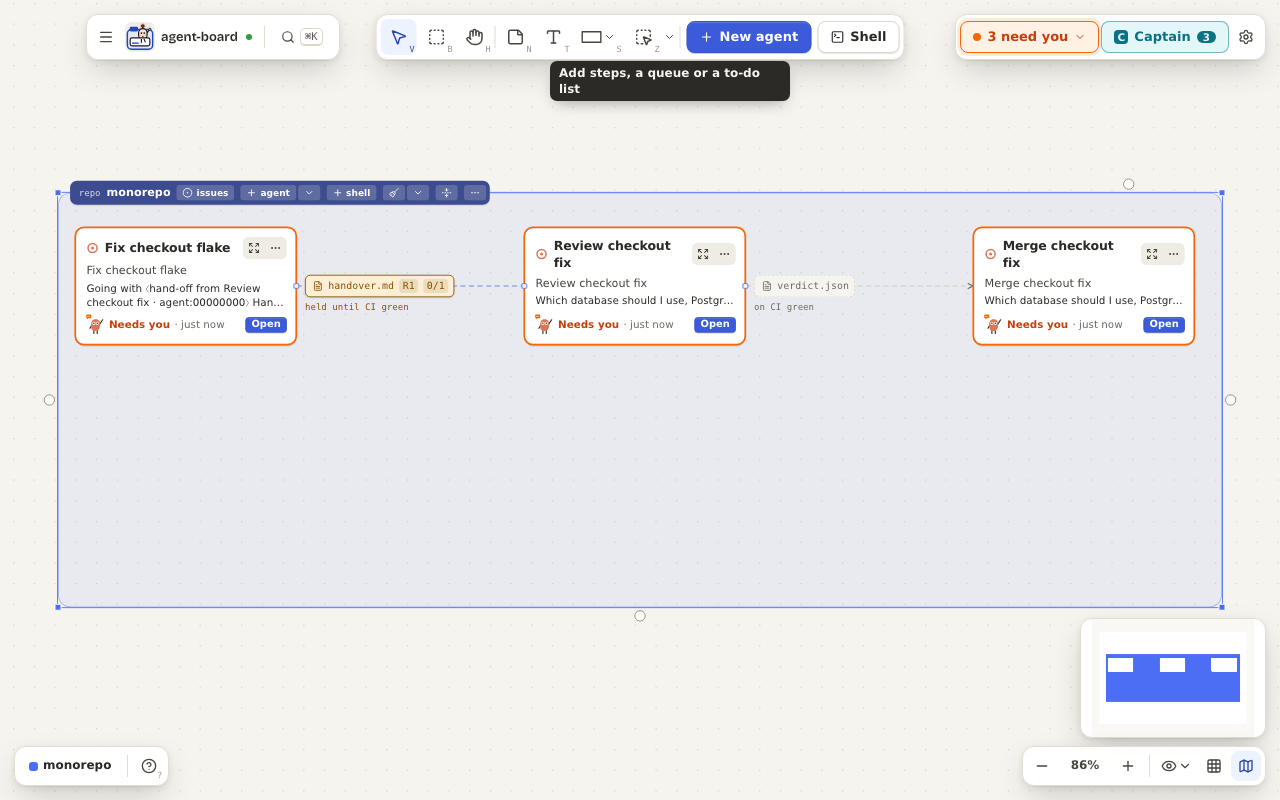 agent-board
⌘K
V
B
H
N
T
S
Z
+ New agent
Shell
3 need you
C Captain 3
Add steps, a queue or a to-do
list
repo monorepo issues + agent + shell
Fix checkout flake
Fix checkout flake
Going with ⟨hand-off from Review
checkout fix · agent:00000000⟩ Han…
Needs you · just now Open
handover.md R1 0/1
held until CI green
Review checkout
fix
Review checkout fix
Which database should I use, Postgr…
Needs you · just now Open
verdict.json
on CI green
Merge checkout
fix
Merge checkout fix
Which database should I use, Postgr…
Needs you · just now Open
monorepo
?
86%